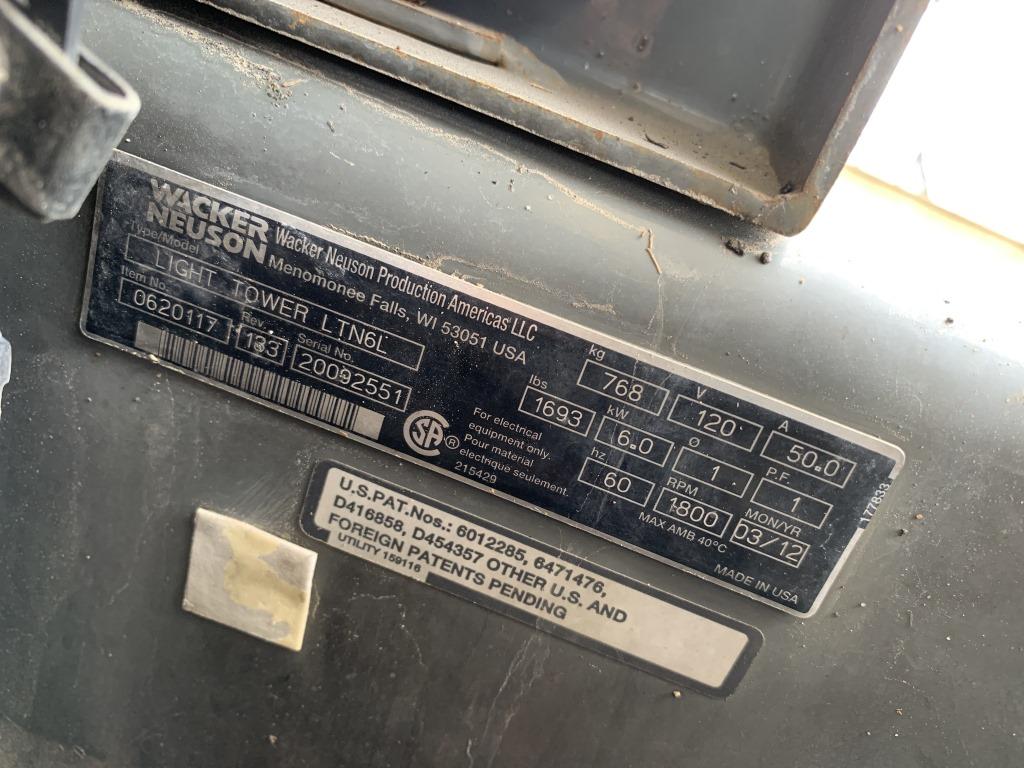 WACKER
NEUSON
Wacker Neuson Production Americas LLC
Menomonee Falls, WI 53051 USA
Type/Model
LIGHT TOWER LTN6L
Item No.
Rev.
Serial No.
0620117
133
20092551
CSA®
For electrical
equipment only.
Pour material
electrique seulement.
215429
kg
768
V
120
A
50.0
lbs
1693
kW
6.0
Ø
1
P.F.
1
hz
60
RPM
1800
MON/YR
03/12
MAX AMB 40°C
MADE IN USA
177833
U.S.PAT.Nos.: 6012285, 6471476,
D416858, D454357 OTHER U.S. AND
FOREIGN PATENTS PENDING
UTILITY 159116